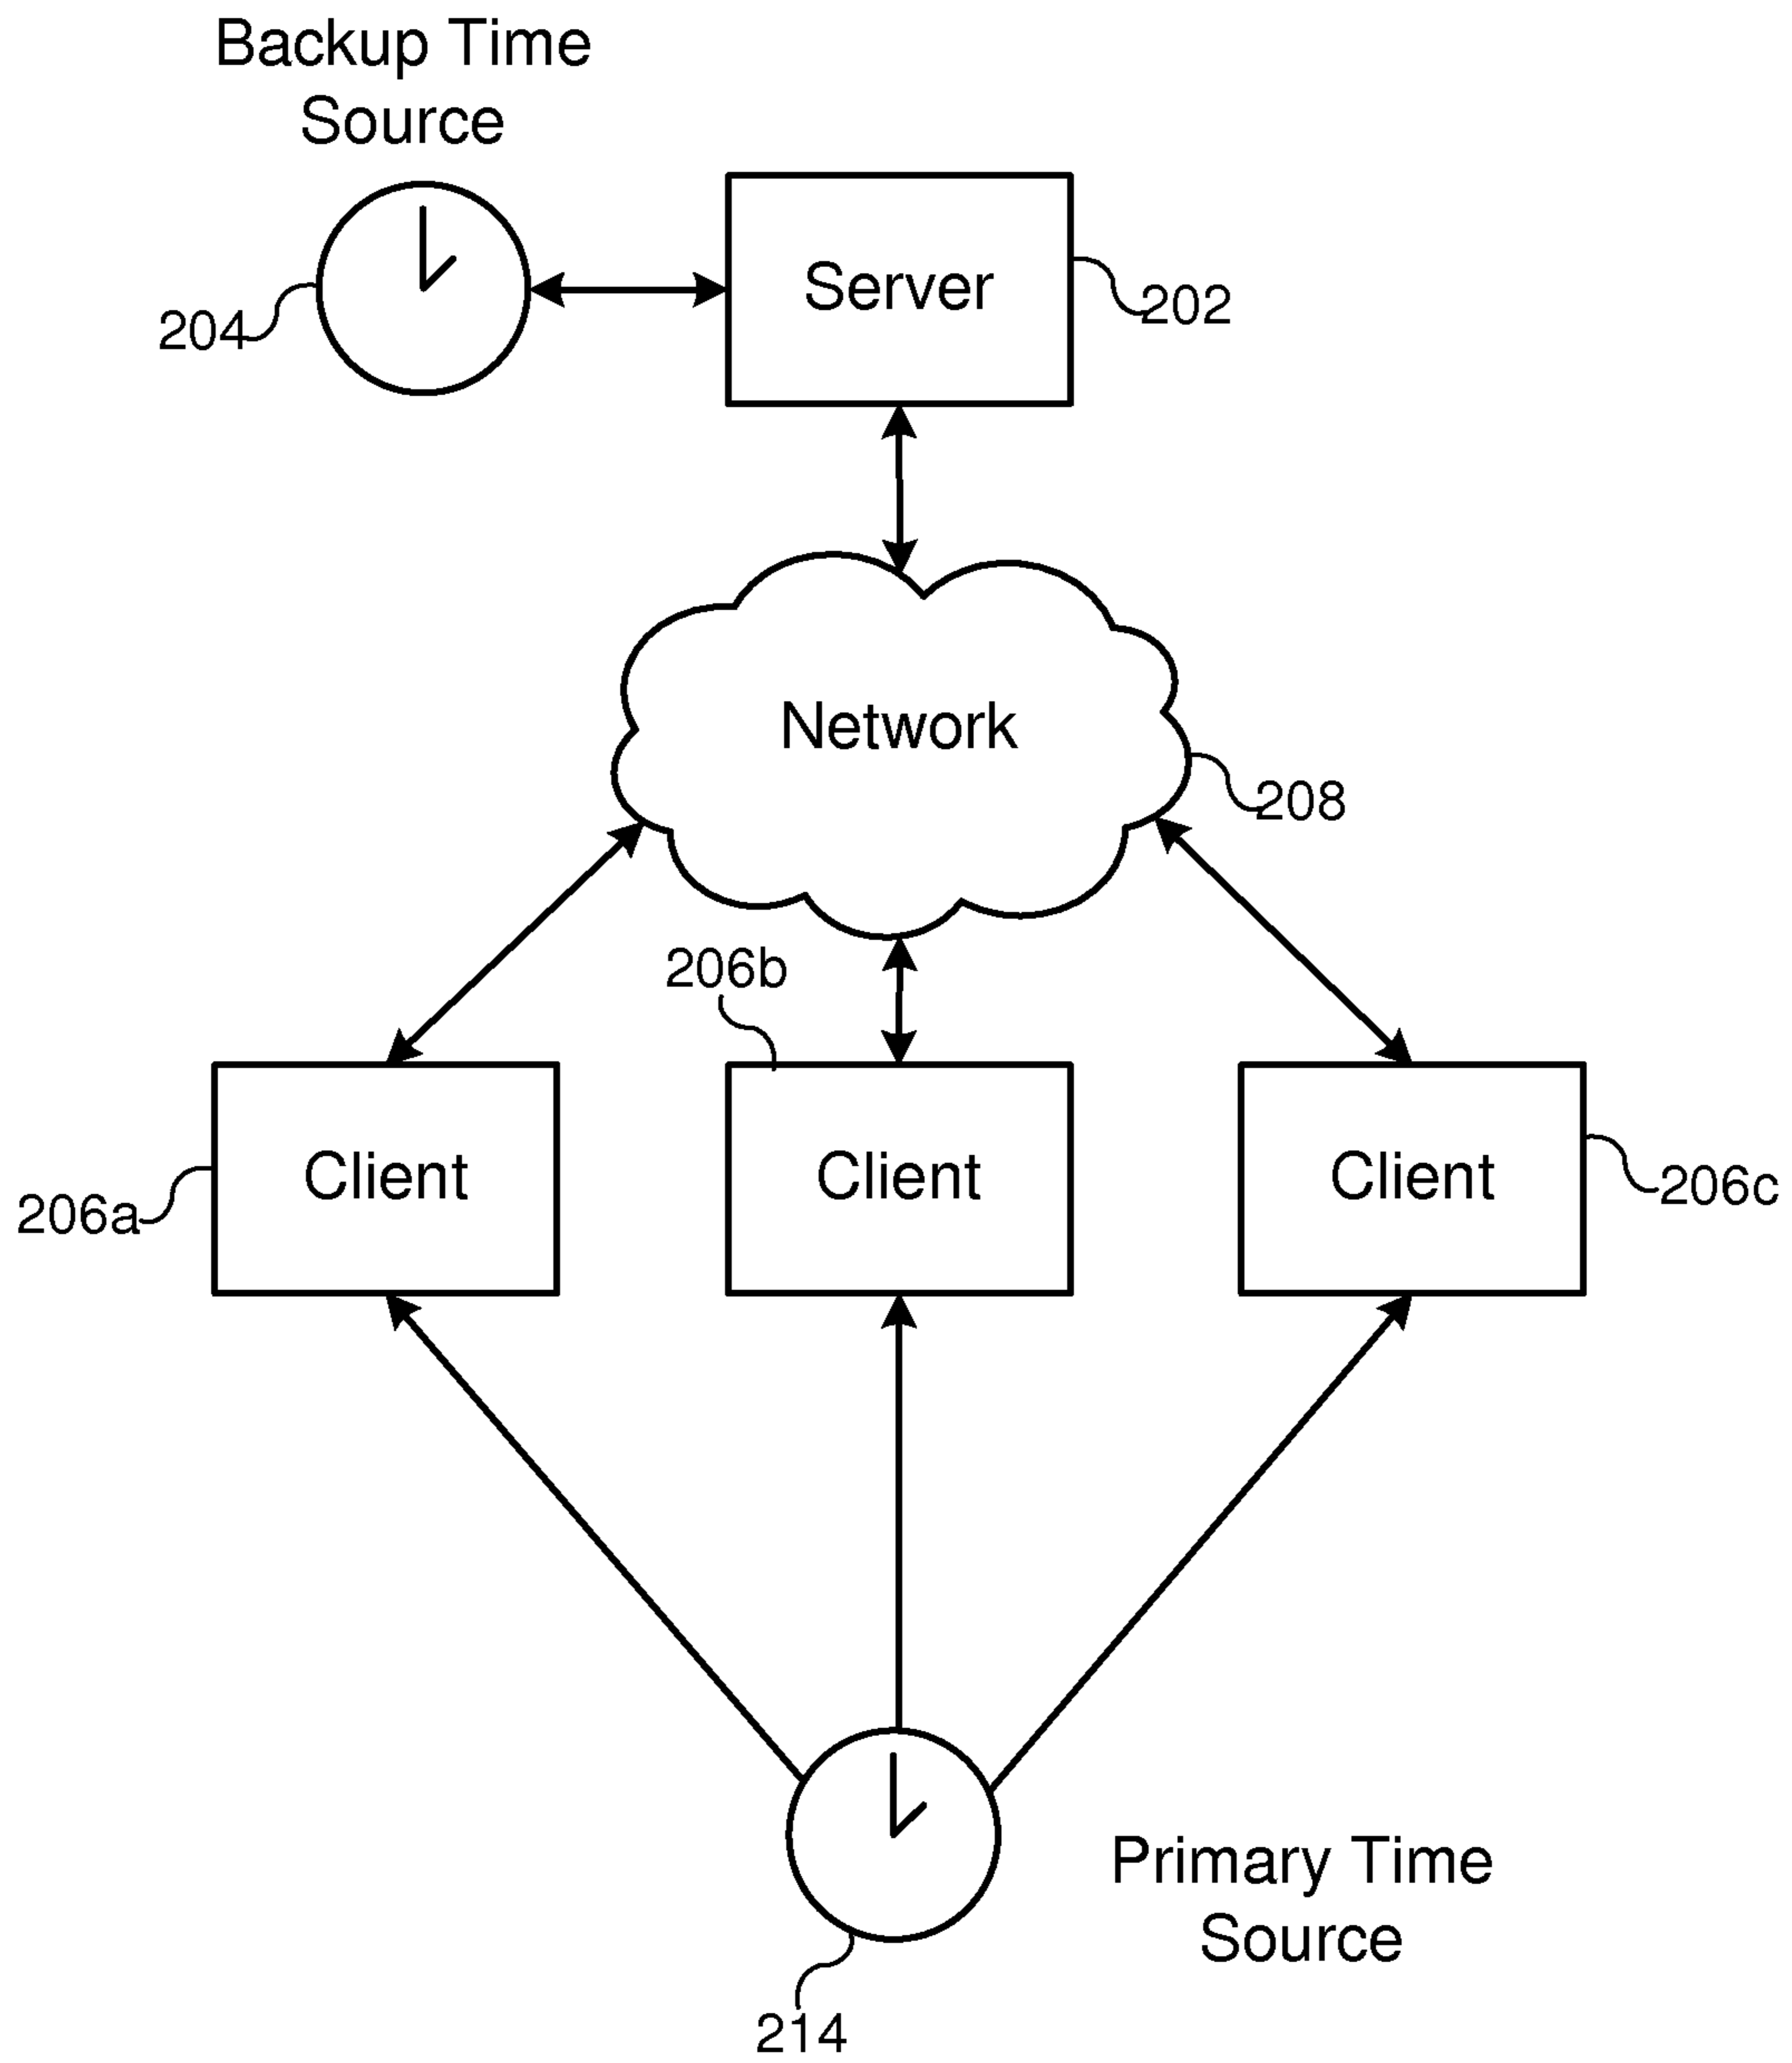 Backup Time
Source
Server
204
202
Network
208
206b
Client
Client
Client
206a
206c
Primary Time
Source
214